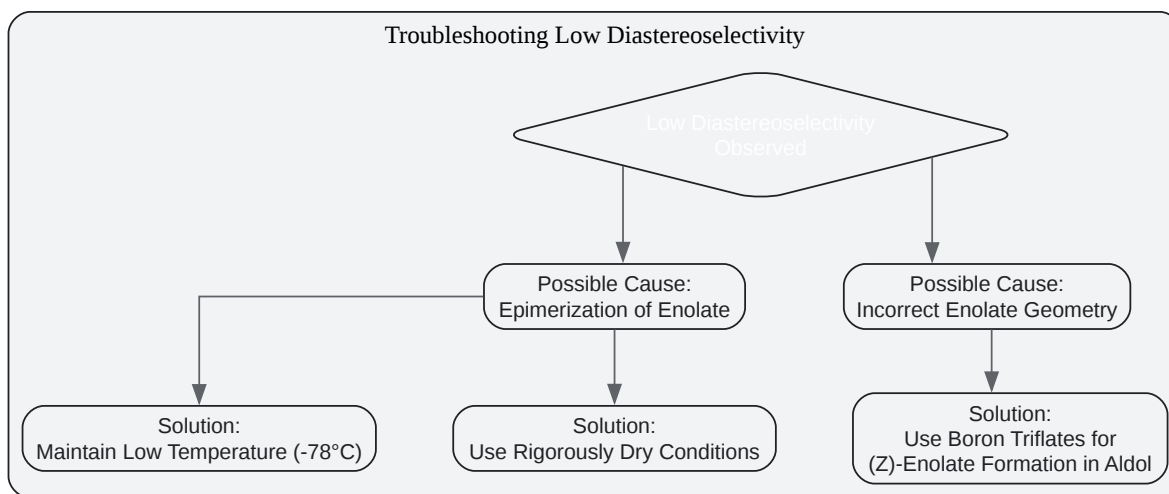 Troubleshooting Low Diastereoselectivity
Low Diastereoselectivity
Observed
Possible Cause:
Epimerization of Enolate
Possible Cause:
Incorrect Enolate Geometry
Solution:
Maintain Low Temperature (-78°C)
Solution:
Use Rigorously Dry Conditions
Solution:
Use Boron Triflates for
(Z)-Enolate Formation in Aldol